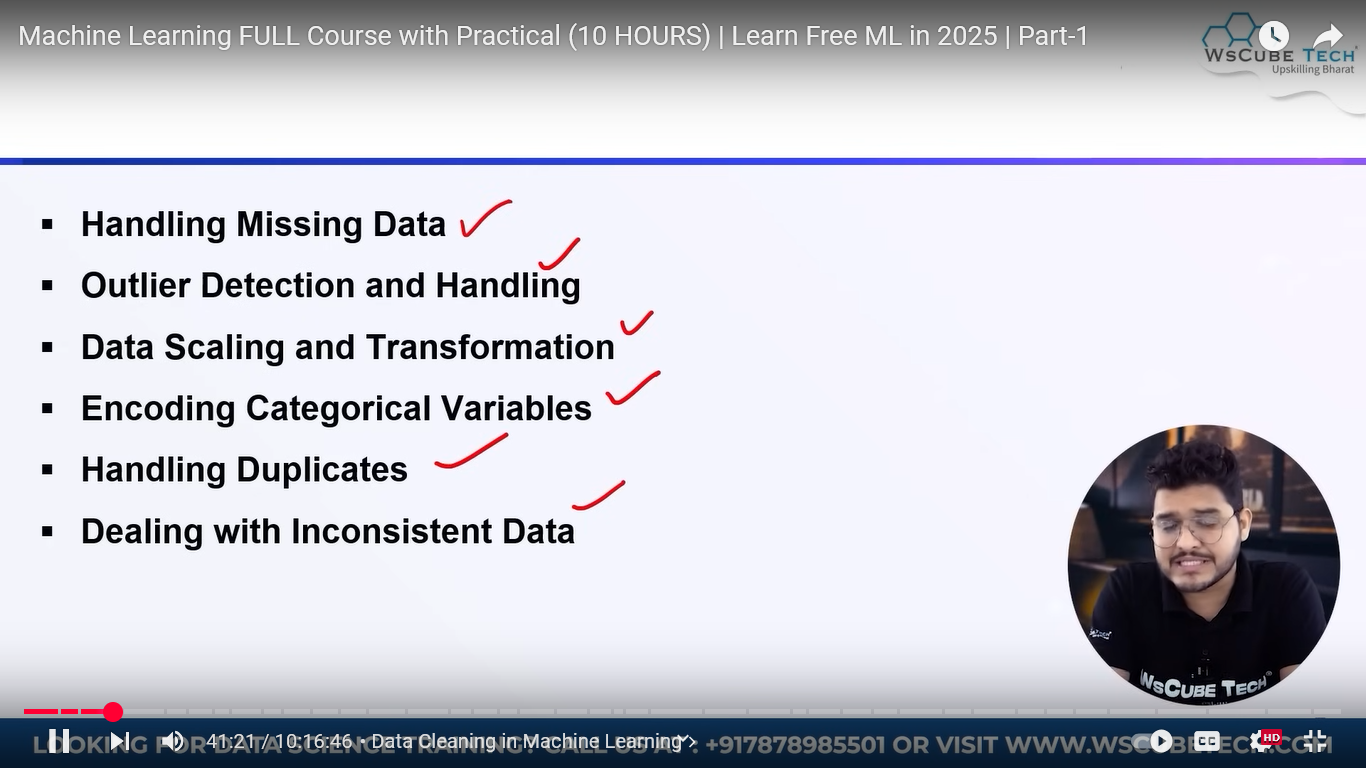 Machine Learning FULL Course with Practical (10 HOURS) | Learn Free ML in 2025 | Part-1
WSCUBE TECH
Upskilling Bharat
▪ Handling Missing Data
▪ Outlier Detection and Handling
▪ Data Scaling and Transformation
▪ Encoding Categorical Variables
▪ Handling Duplicates
▪ Dealing with Inconsistent Data
WSCUBE TECH
41:21 / 10:16:46 • Data Cleaning in Machine Learning
CC
HD
LOOKING FOR DATA SCIENCE TRAINING? CALL +917878985501 OR VISIT WWW.WSCUBETECH.COM